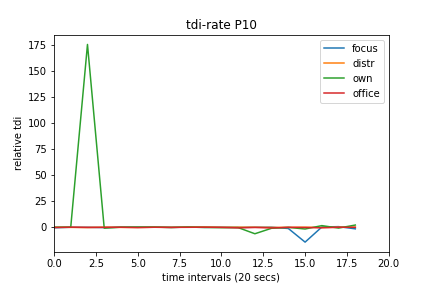 tdi-rate P10
175
150
125
100
75
50
25
0
relative tdi
0.0 2.5 5.0 7.5 10.0 12.5 15.0 17.5 20.0
time intervals (20 secs)
focus
distr
own
office